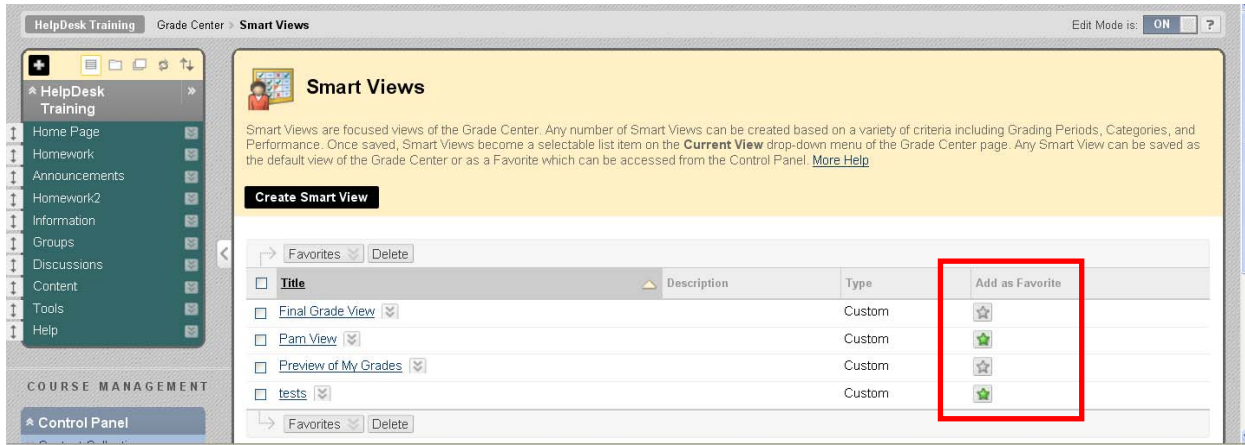 HelpDesk Training Grade Center > Smart Views Edit Mode is: ON ?
HelpDesk
Training
Home Page
Homework
Announcements
Homework2
Information
Groups
Discussions
Content
Tools
Help
COURSE MANAGEMENT
Control Panel
Smart Views
Smart Views are focused views of the Grade Center. Any number of Smart Views can be created based on a variety of criteria including Grading Periods, Categories, and
Performance. Once saved, Smart Views become a selectable list item on the Current View drop-down menu of the Grade Center page. Any Smart View can be saved as
the default view of the Grade Center or as a Favorite which can be accessed from the Control Panel. More Help
Create Smart View
Favorites Delete
Title Description Type Add as Favorite
Final Grade View Custom
Pam View Custom
Preview of My Grades Custom
tests Custom
Favorites Delete